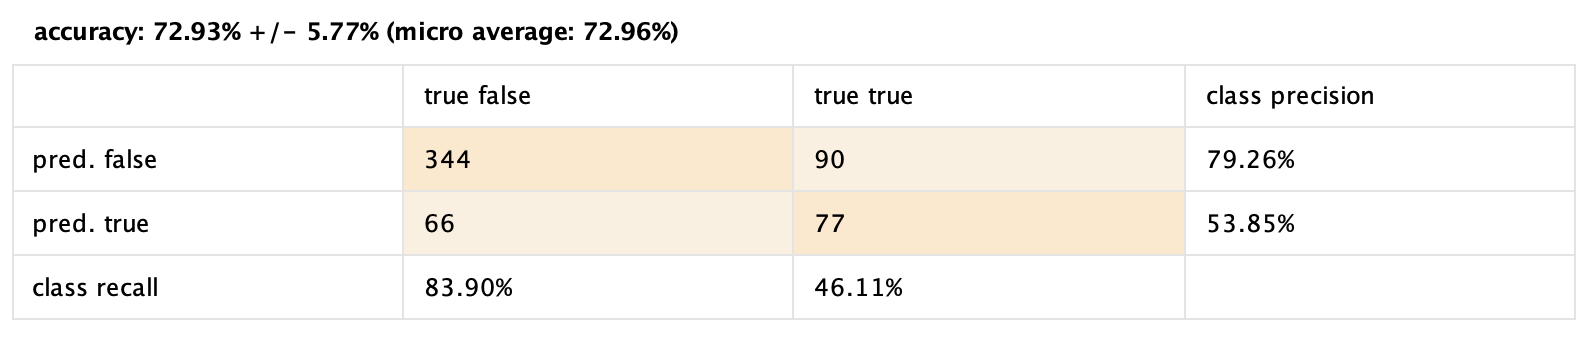 accuracy: 72.93% +/- 5.77% (micro average: 72.96%)
true false true true class precision
pred. false 344 90 79.26%
pred. true 66 77 53.85%
class recall 83.90% 46.11%